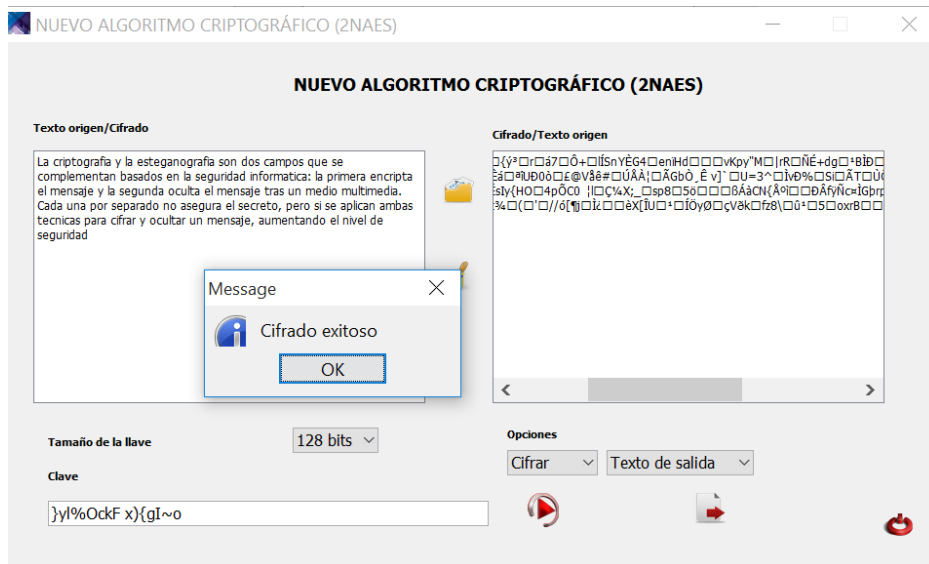 NUEVO ALGORITMO CRIPTOGRÁFICO (2NAES)
NUEVO ALGORITMO CRIPTOGRÁFICO (2NAES)
Texto origen/Cifrado
Cifrado/Texto origen
La criptografia y la esteganografia son dos campos que se
complementan basados en la seguridad informatica: la primera encripta
el mensaje y la segunda oculta el mensaje tras un medio multimedia.
Cada una por separado no asegura el secreto, pero si se aplican ambas
tecnicas para cifrar y ocultar un mensaje, aumentando el nivel de
seguridad
Message
Cifrado exitoso
OK
Tamaño de la llave
128 bits
Opciones
Cifrar
Texto de salida
Clave
}yl%OckF x){gI~o